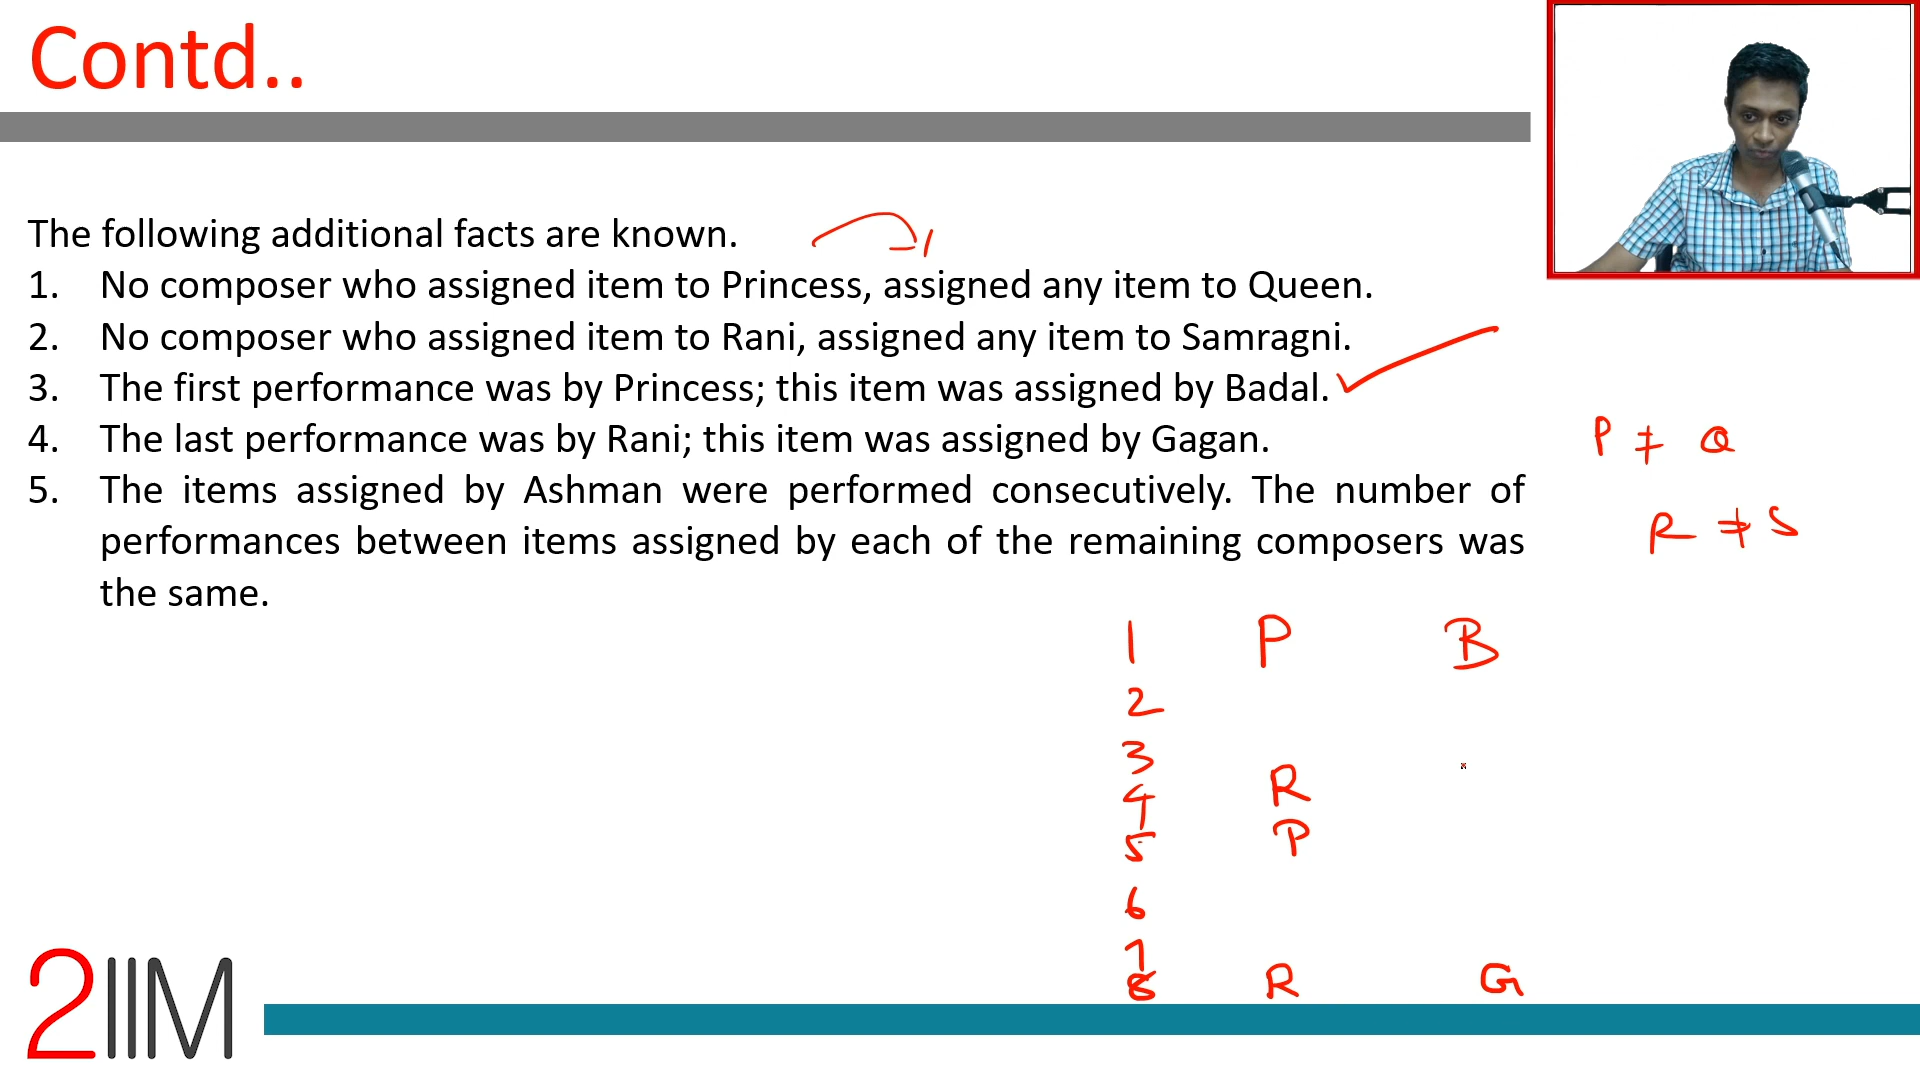 Contd..
The following additional facts are known.
1. No composer who assigned item to Princess, assigned any item to Queen.
2. No composer who assigned item to Rani, assigned any item to Samragni.
3. The first performance was by Princess; this item was assigned by Badal.
4. The last performance was by Rani; this item was assigned by Gagan.
5. The items assigned by Ashman were performed consecutively. The number of
performances between items assigned by each of the remaining composers was
the same.
P ≠ Q
R ≠ S
1 P B
2
3
4 R
5 P
6
7
8 R G
2IIM